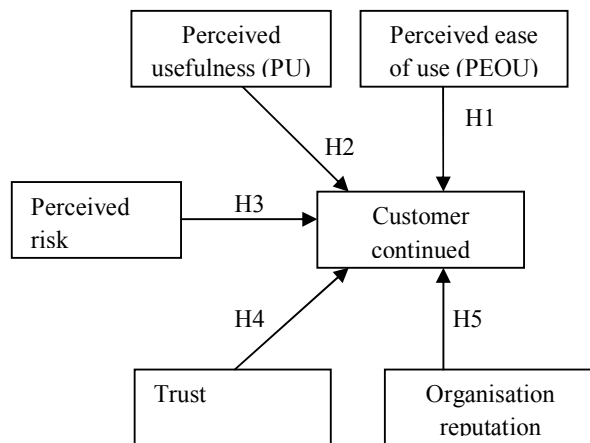 Perceived
usefulness (PU)
Perceived ease
of use (PEOU)
H1
H2
Perceived
risk
H3
Customer
continued
H4
H5
Trust
Organisation
reputation